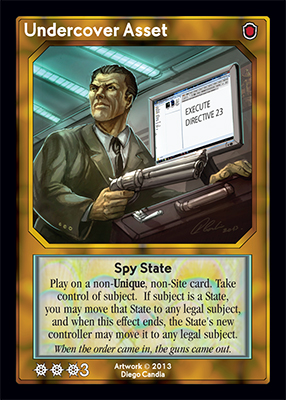 Undercover Asset
EXECUTE
DIRECTIVE 23
Spy State
Play on a non-Unique, non-Site card. Take
control of subject.  If subject is a State,
you may move that State to any legal subject,
and when this effect ends, the State's new
controller may move it to any legal subject.
When the order came in, the guns came out.
3
Artwork © 2013
Diego Candia